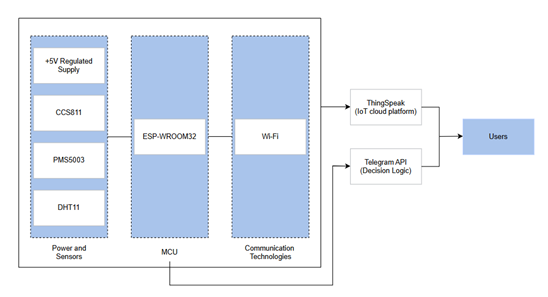 +5V Regulated
Supply
CCS811
PMS5003
DHT11
Power and
Sensors
ESP-WROOM32
MCU
Wi-Fi
Communication
Technologies
ThingSpeak
(IoT cloud platform)
Telegram API
(Decision Logic)
Users